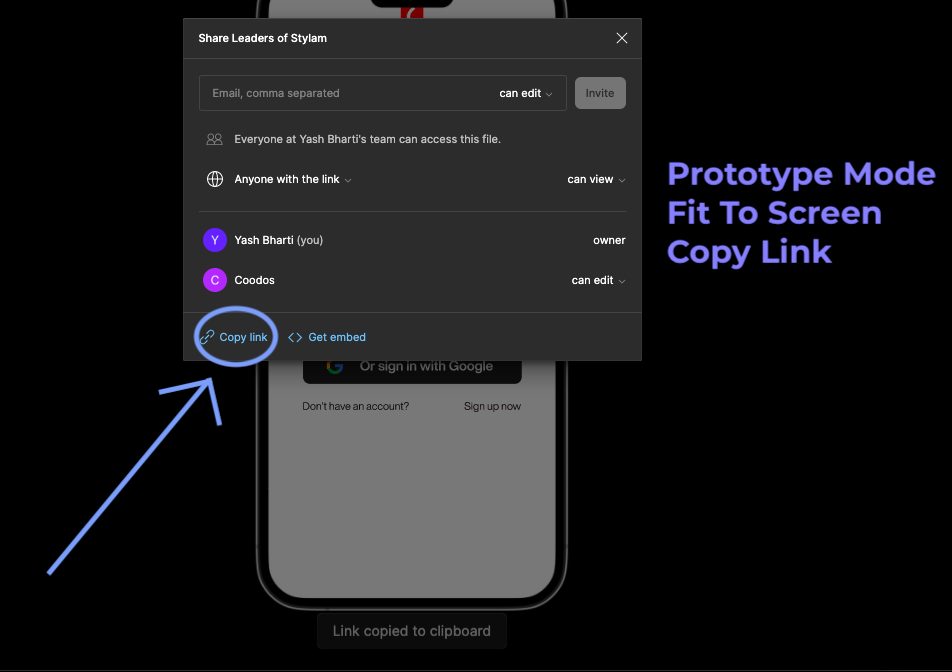 Share Leaders of Stylam
Email, comma separated can edit Invite
Everyone at Yash Bharti's team can access this file.
Anyone with the link can view
Y Yash Bharti (you) owner
C Coodos can edit
Copy link Get embed
Prototype Mode
Fit To Screen
Copy Link
Or sign in with Google
Don't have an account? Sign up now
Link copied to clipboard